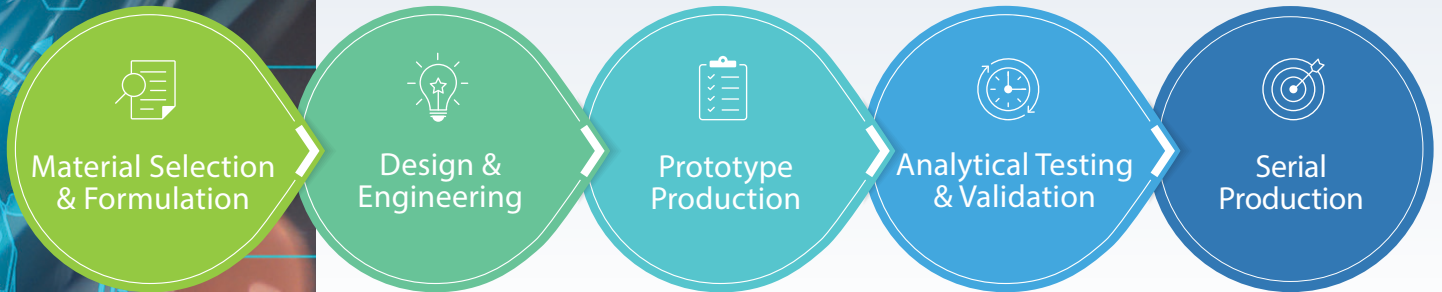 Material Selection
& Formulation
Design &
Engineering
Prototype
Production
Analytical Testing
& Validation
Serial
Production